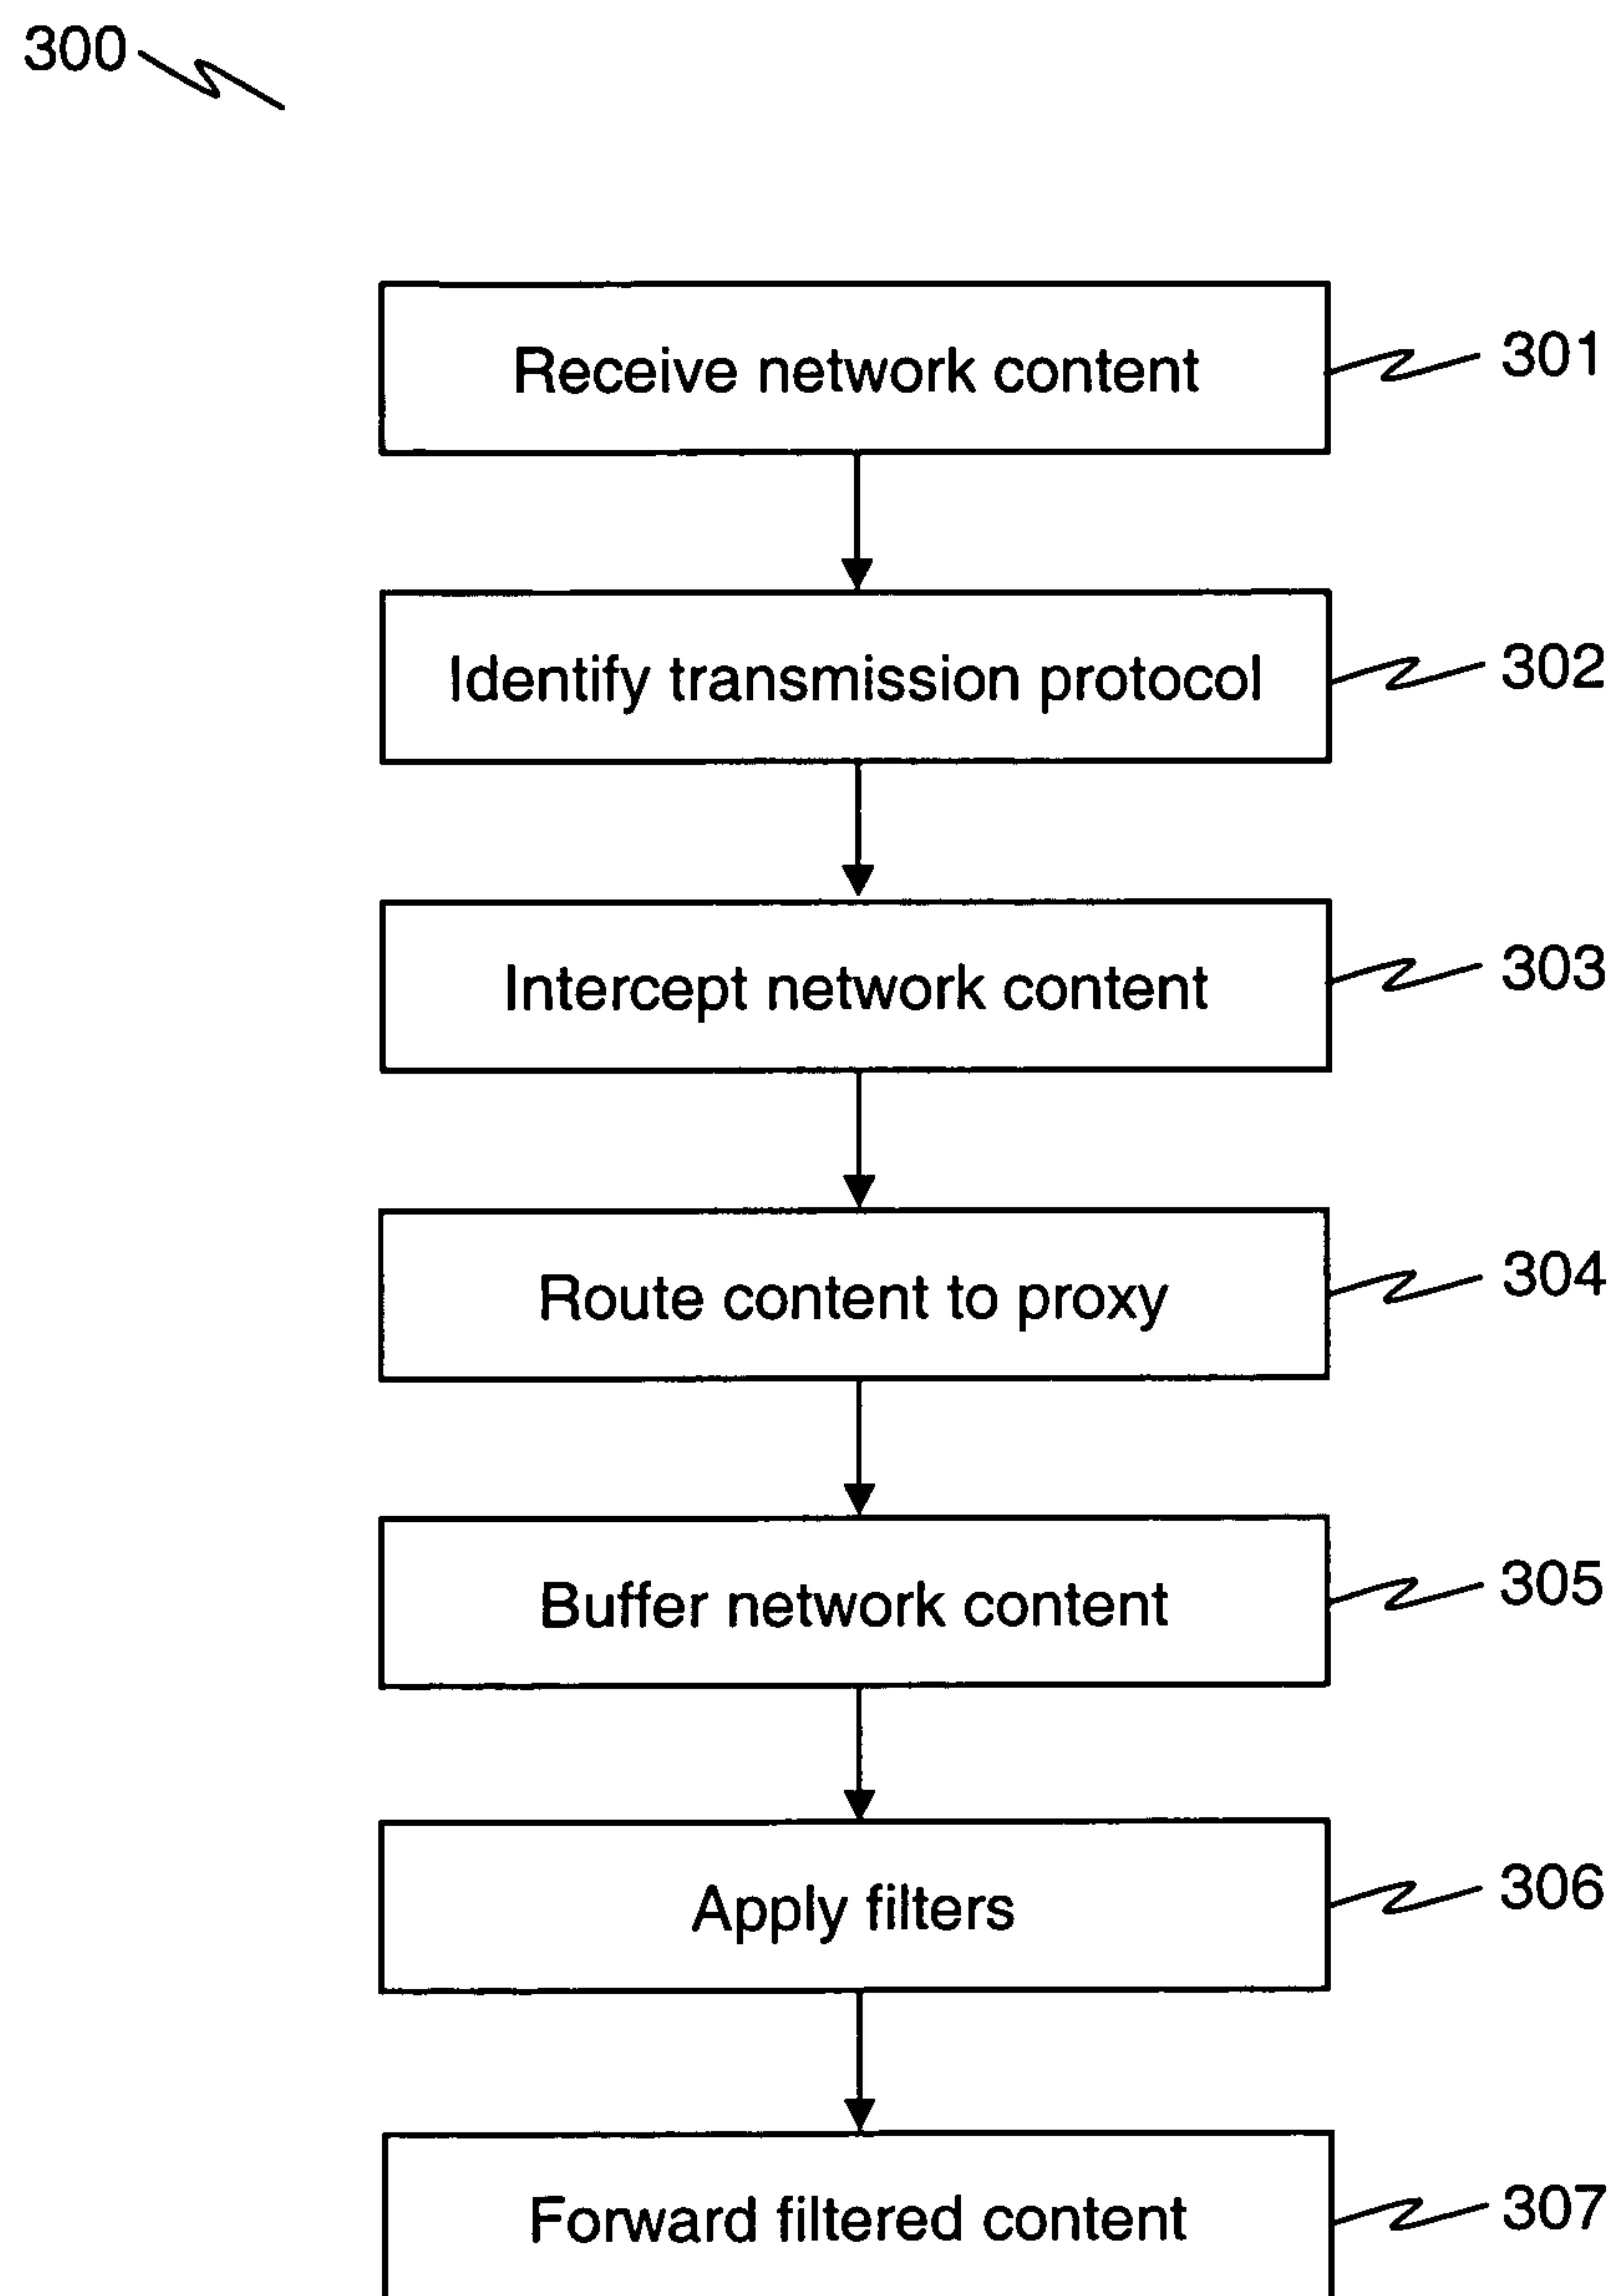 300
Receive network content 301
Identify transmission protocol 302
Intercept network content 303
Route content to proxy 304
Buffer network content 305
Apply filters 306
Forward filtered content 307